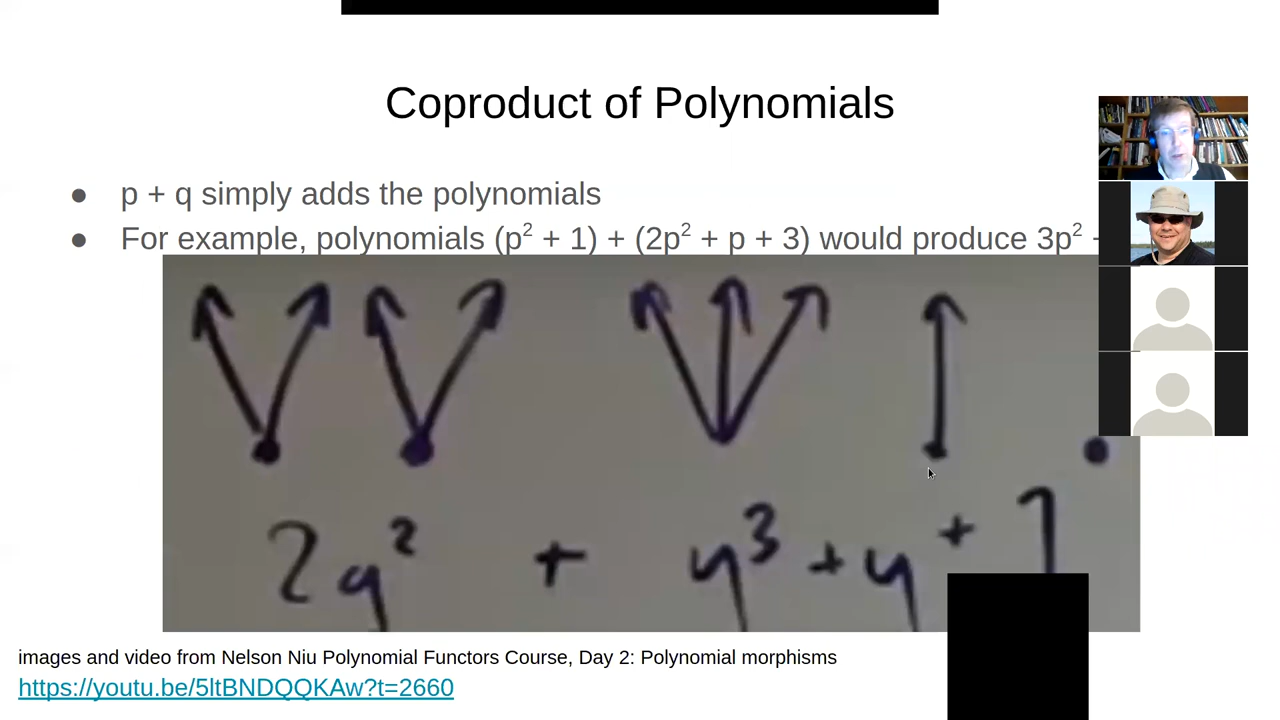 Coproduct of Polynomials
● p + q simply adds the polynomials
● For example, polynomials (p² + 1) + (2p² + p + 3) would produce 3p²
2y² + y³ + y + 1
images and video from Nelson Niu Polynomial Functors Course, Day 2: Polynomial morphisms
https://youtu.be/5ltBNDQQKAw?t=2660